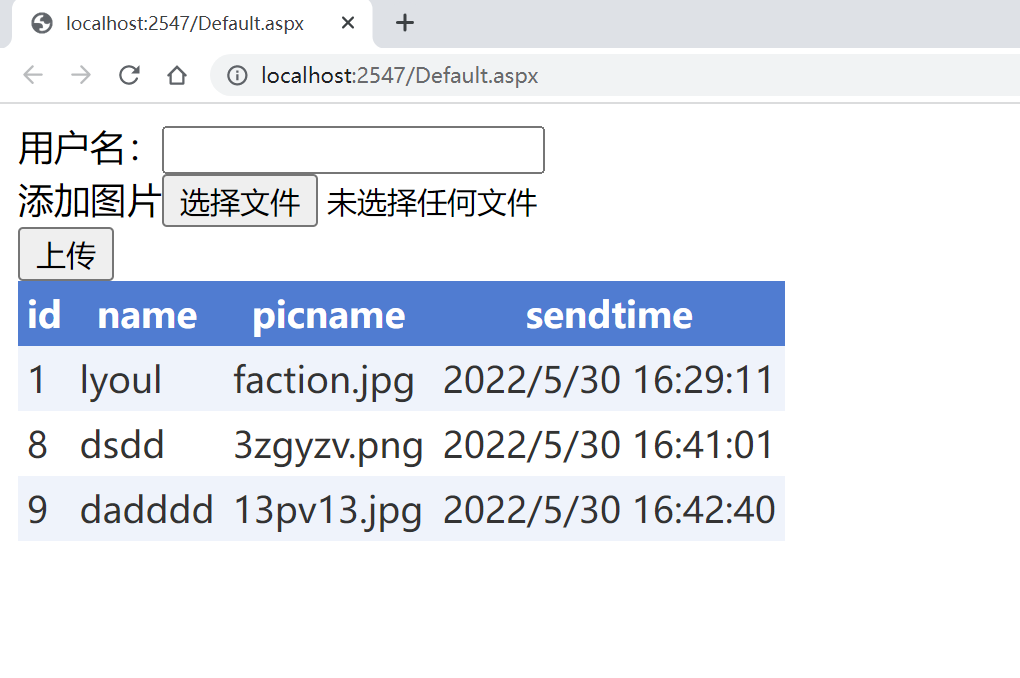 localhost:2547/Default.aspx
localhost:2547/Default.aspx
用户名：
添加图片 选择文件 未选择任何文件
上传
id name picname sendtime
1 lyoul faction.jpg 2022/5/30 16:29:11
8 dsdd 3zgyzv.png 2022/5/30 16:41:01
9 dadddd 13pv13.jpg 2022/5/30 16:42:40